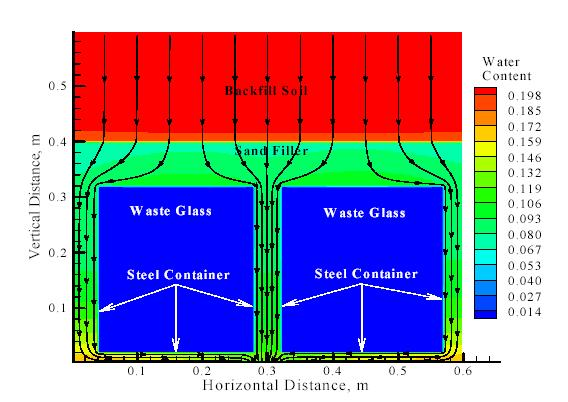 Water
Content
0.198
0.185
0.172
0.159
0.146
0.132
0.119
0.106
0.093
0.080
0.067
0.053
0.040
0.027
0.014
Backfill Soil
Sand Filler
Waste Glass
Waste Glass
Steel Container
Steel Container
Vertical Distance, m
0.5
0.4
0.3
0.2
0.1
0.1
0.2
0.3
0.4
0.5
0.6
Horizontal Distance, m